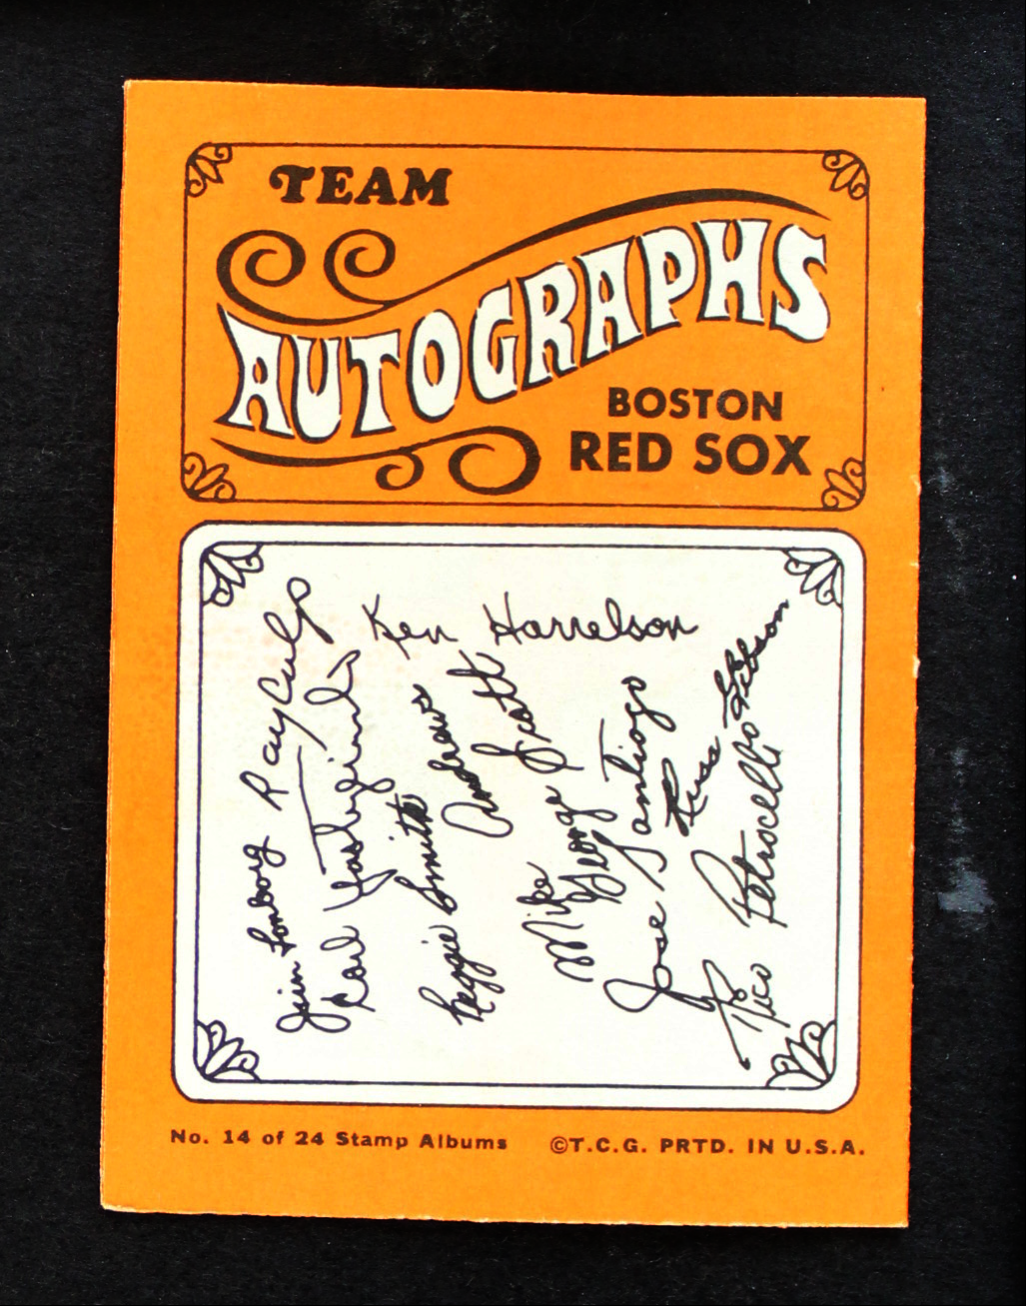 TEAM
AUTOGRAPHS
BOSTON
RED SOX
Ken Harrelson
Jim Lonborg
Ray Culp
Carl Yastrzemski
Reggie Smith
Mike Andrews
George Scott
Jose Santiago
Russ Gibson
Rico Petrocelli
No. 14 of 24 Stamp Albums ©T.C.G. PRTD. IN U.S.A.